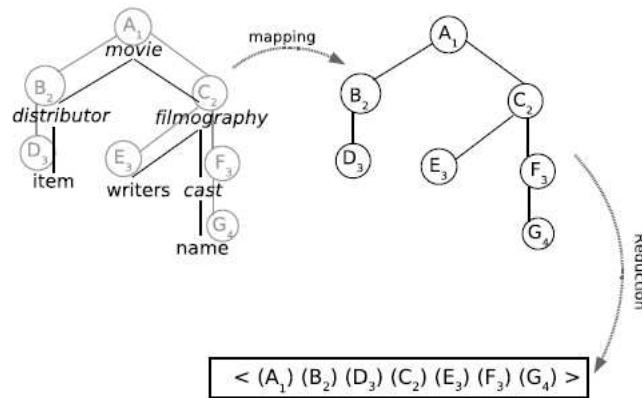 A₁
movie
B₂ C₂
distributor filmography
D₃ E₃ F₃
item writers cast
G₄
name
mapping
A₁
B₂ C₂
D₃ E₃ F₃
G₄
Reduction
< (A₁) (B₂) (D₃) (C₂) (E₃) (F₃) (G₄) >